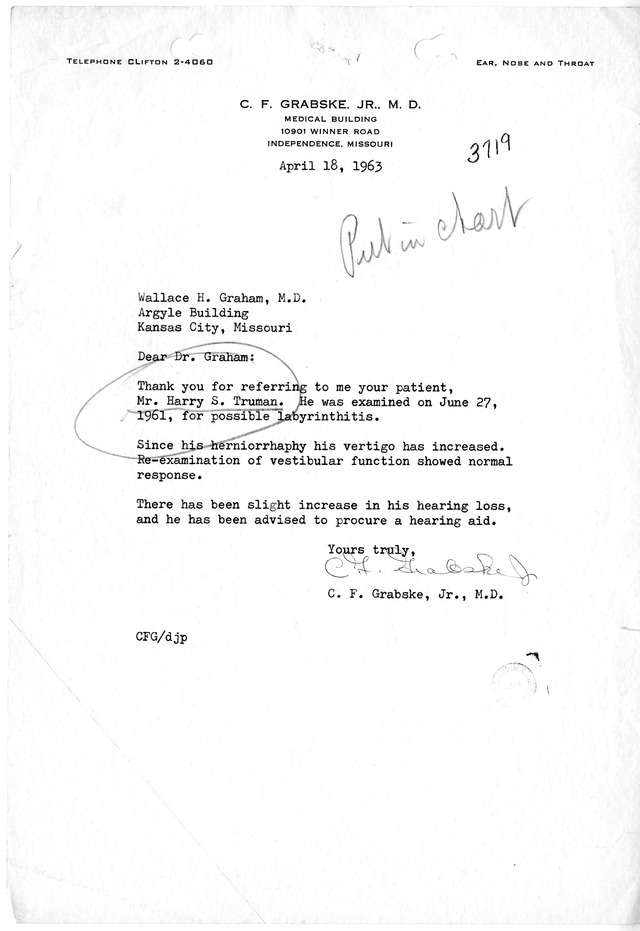 TELEPHONE CLIFTON 2-4060
EAR, NOSE AND THROAT
C. F. GRABSKE, JR., M. D.
MEDICAL BUILDING
10901 WINNER ROAD
INDEPENDENCE, MISSOURI
April 18, 1963
3719
Put in chart
Wallace H. Graham, M.D.
Argyle Building
Kansas City, Missouri
Dear Dr. Graham:
Thank you for referring to me your patient,
Mr. Harry S. Truman. He was examined on June 27,
1961, for possible labyrinthitis.
Since his herniorrhaphy his vertigo has increased.
Re-examination of vestibular function showed normal
response.
There has been slight increase in his hearing loss,
and he has been advised to procure a hearing aid.
Yours truly,
C F. Grabske Jr
C. F. Grabske, Jr., M.D.
CFG/djp